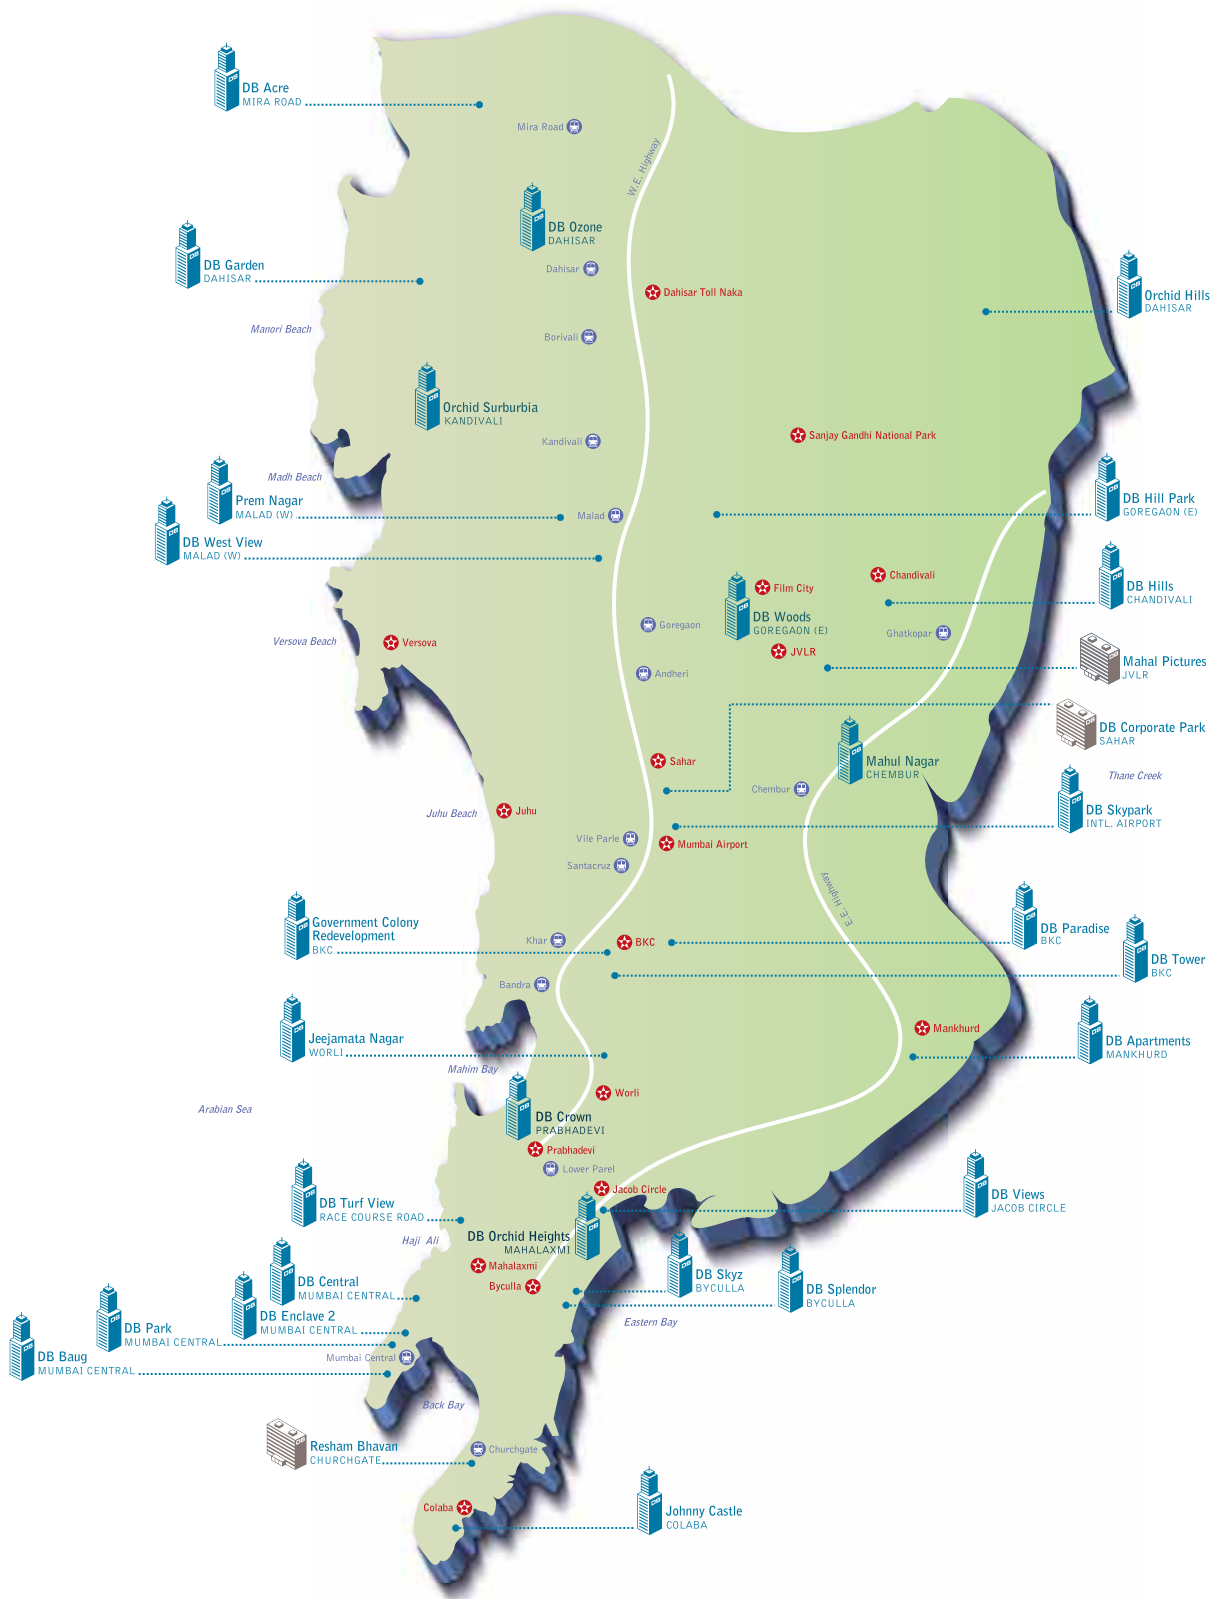 DB Acre
MIRA ROAD
Mira Road
W.E. Highway
DB Ozone
DAHISAR
DB Garden
DAHISAR
Dahisar
Dahisar Toll Naka
Orchid Hills
DAHISAR
Manori Beach
Borivali
Orchid Surburbia
KANDIVALI
Kandivali
Sanjay Gandhi National Park
Madh Beach
Prem Nagar
MALAD (W)
Malad
DB Hill Park
GOREGAON (E)
DB West View
MALAD (W)
Chandivali
Film City
DB Hills
CHANDIVALI
DB Woods
GOREGAON (E)
Goregaon
Ghatkopar
Versova Beach
Versova
JVLR
Mahal Pictures
JVLR
Andheri
DB Corporate Park
SAHAR
Sahar
Mahul Nagar
CHEMBUR
Thane Creek
Chembur
Juhu Beach
Juhu
DB Skypark
INTL. AIRPORT
Vile Parle
Mumbai Airport
Santacruz
E.E. Highway
Government Colony
Redevelopment
BKC
Khar
BKC
DB Paradise
BKC
DB Tower
BKC
Bandra
Jeejamata Nagar
WORLI
Mankhurd
DB Apartments
MANKHURD
Mahim Bay
Worli
Arabian Sea
DB Crown
PRABHADEVI
Prabhadevi
Lower Parel
Jacob Circle
DB Turf View
RACE COURSE ROAD
DB Views
JACOB CIRCLE
Haji Ali
DB Orchid Heights
MAHALAXMI
Mahalaxmi
Byculla
DB Skyz
BYCULLA
DB Splendor
BYCULLA
DB Central
MUMBAI CENTRAL
DB Enclave 2
MUMBAI CENTRAL
Eastern Bay
DB Park
MUMBAI CENTRAL
DB Baug
MUMBAI CENTRAL
Mumbai Central
Back Bay
Resham Bhavan
CHURCHGATE
Churchgate
Colaba
Johnny Castle
COLABA